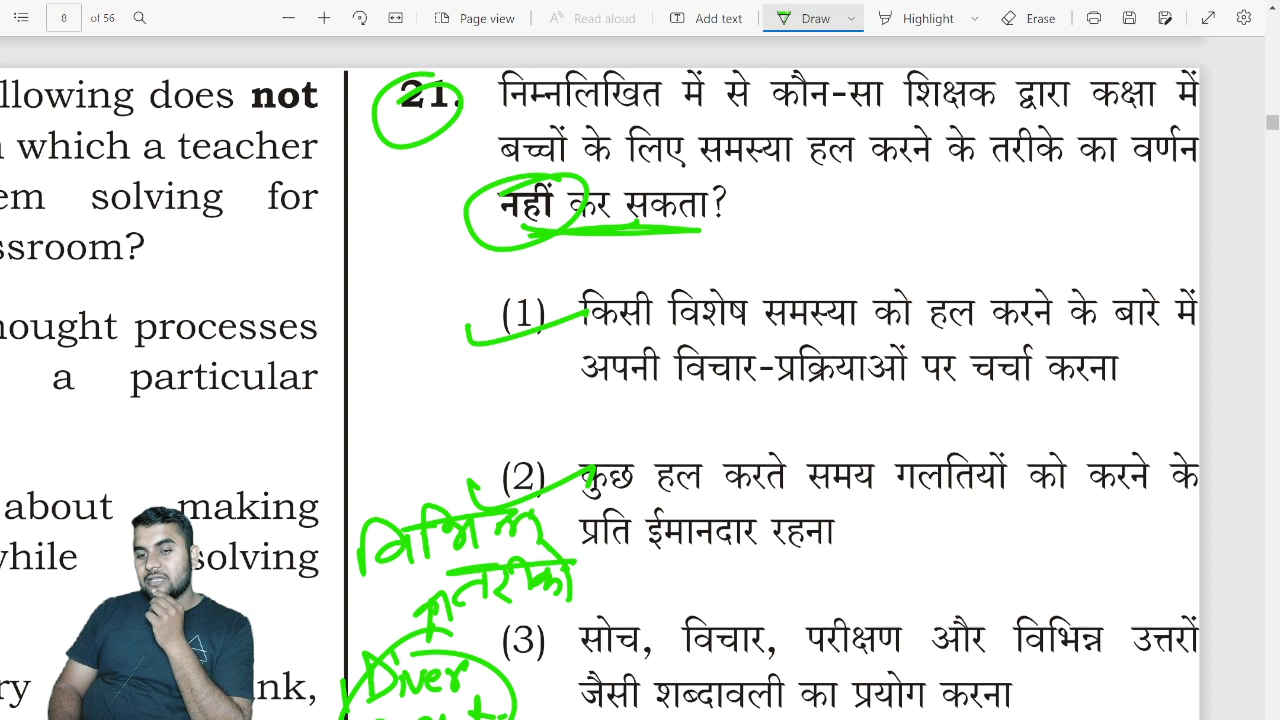 8 of 56 Page view Read aloud Add text Draw Highlight Erase
llowing does not
which a teacher
em solving for
ssroom?
hought processes
a particular
about making
while solving
ry ink,
21. निम्नलिखित में से कौन-सा शिक्षक द्वारा कक्षा में
बच्चों के लिए समस्या हल करने के तरीके का वर्णन
नहीं कर सकता?
(1) किसी विशेष समस्या को हल करने के बारे में
अपनी विचार-प्रक्रियाओं पर चर्चा करना
(2) कुछ हल करते समय गलतियों को करने के
प्रति ईमानदार रहना
(3) सोच, विचार, परीक्षण और विभिन्न उत्तरों
जैसी शब्दावली का प्रयोग करना
विभिन्न
तरीको
का
Diver